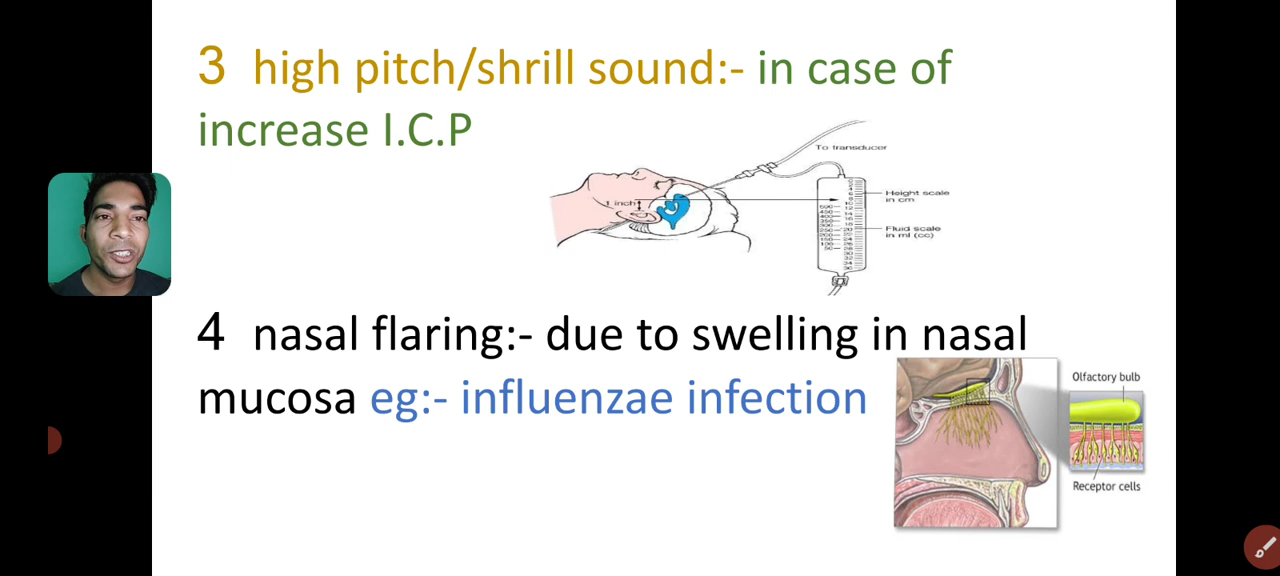 3 high pitch/shrill sound:- in case of
increase I.C.P
To transducer
1 inch
Height scale
in cm
Fluid scale
in ml (cc)
4 nasal flaring:- due to swelling in nasal
mucosa eg:- influenzae infection
Olfactory bulb
Receptor cells